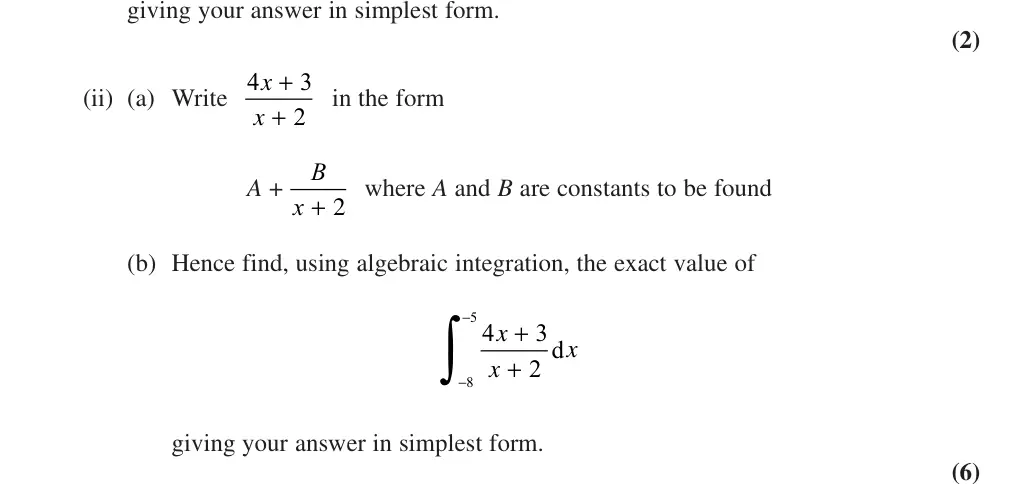 giving your answer in simplest form.
(2)
(ii) (a) Write (4x + 3)/(x + 2) in the form
A + B/(x + 2) where A and B are constants to be found
(b) Hence find, using algebraic integration, the exact value of
∫_{−8}^{−5} (4x + 3)/(x + 2) dx
giving your answer in simplest form.
(6)